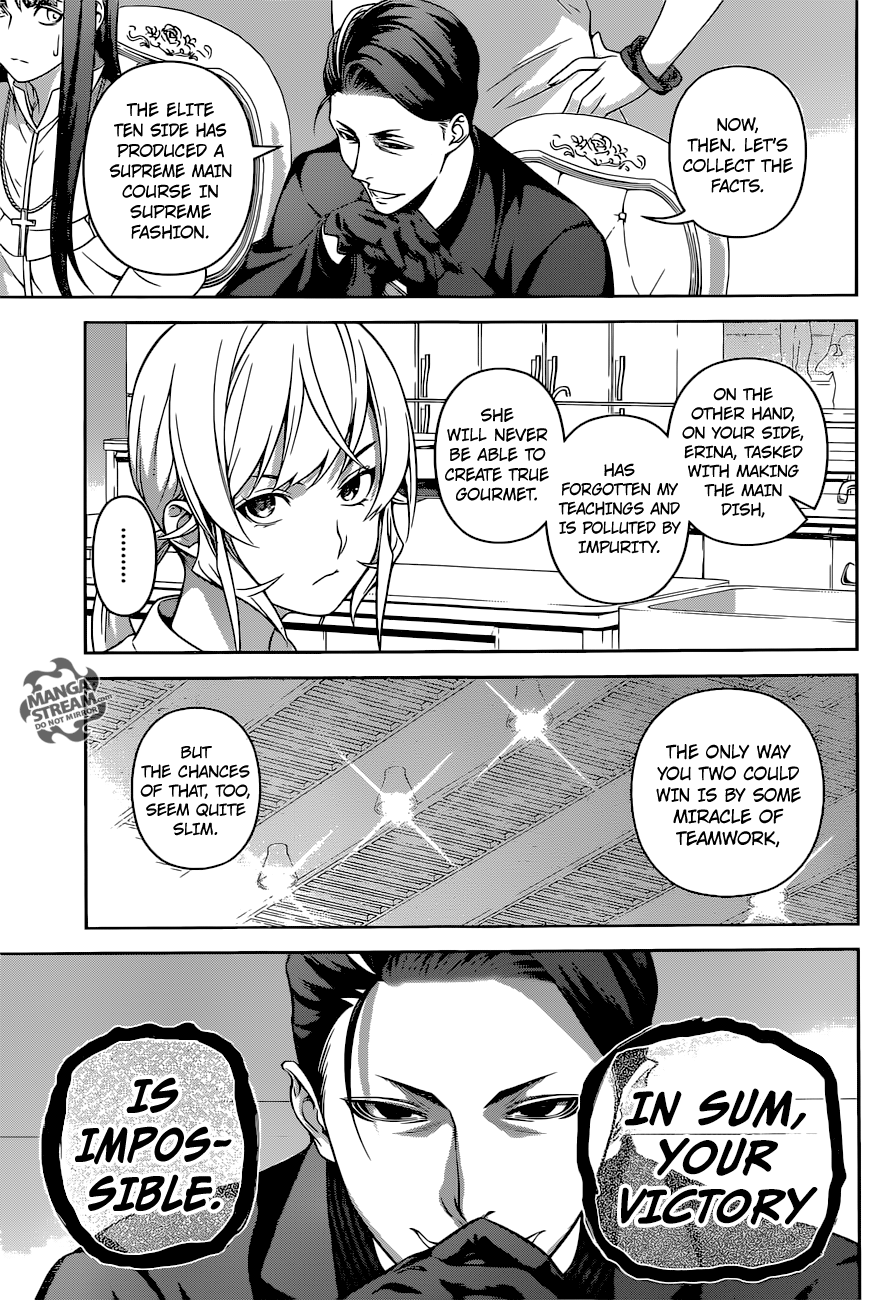 NOW,
THEN. LET'S
COLLECT THE
FACTS.
THE ELITE
TEN SIDE HAS
PRODUCED A
SUPREME MAIN
COURSE IN
SUPREME
FASHION.
ON THE
OTHER HAND,
ON YOUR SIDE,
ERINA, TASKED
WITH MAKING
THE MAIN
DISH,
HAS
FORGOTTEN MY
TEACHINGS AND
IS POLLUTED BY
IMPURITY.
SHE
WILL NEVER
BE ABLE TO
CREATE TRUE
GOURMET.
.........
MANGA
STREAM.com
DO NOT MIRROR
THE ONLY WAY
YOU TWO COULD
WIN IS BY SOME
MIRACLE OF
TEAMWORK,
BUT
THE CHANCES
OF THAT, TOO,
SEEM QUITE
SLIM.
IN SUM,
YOUR
VICTORY
IS
IMPOS-
SIBLE.